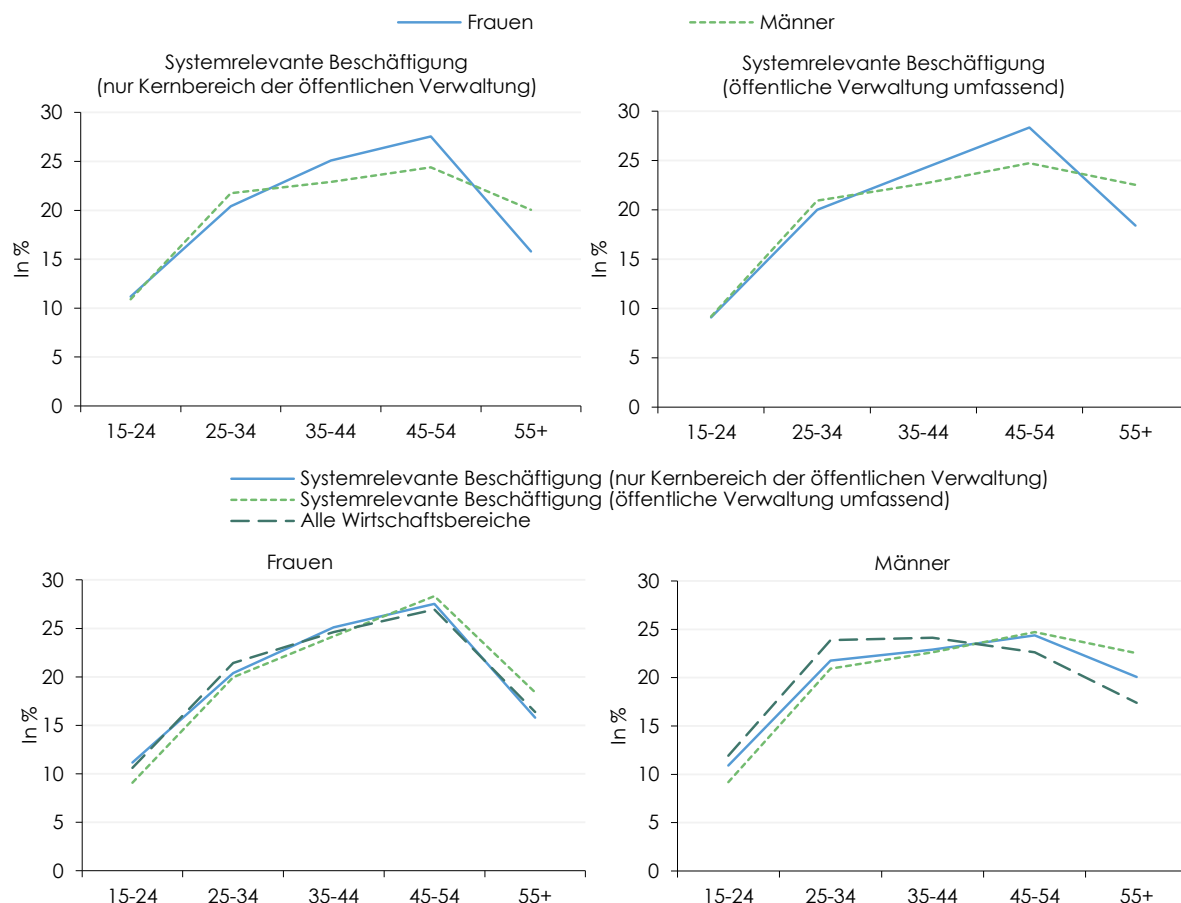 Frauen
Männer
Systemrelevante Beschäftigung
(nur Kernbereich der öffentlichen Verwaltung)
30
25
20
15
10
5
0
In %
15-24 25-34 35-44 45-54 55+
Systemrelevante Beschäftigung
(öffentliche Verwaltung umfassend)
30
25
20
15
10
5
0
In %
15-24 25-34 35-44 45-54 55+
Systemrelevante Beschäftigung (nur Kernbereich der öffentlichen Verwaltung)
Systemrelevante Beschäftigung (öffentliche Verwaltung umfassend)
Alle Wirtschaftsbereiche
Frauen
30
25
20
15
10
5
0
In %
15-24 25-34 35-44 45-54 55+
Männer
30
25
20
15
10
5
0
In %
15-24 25-34 35-44 45-54 55+